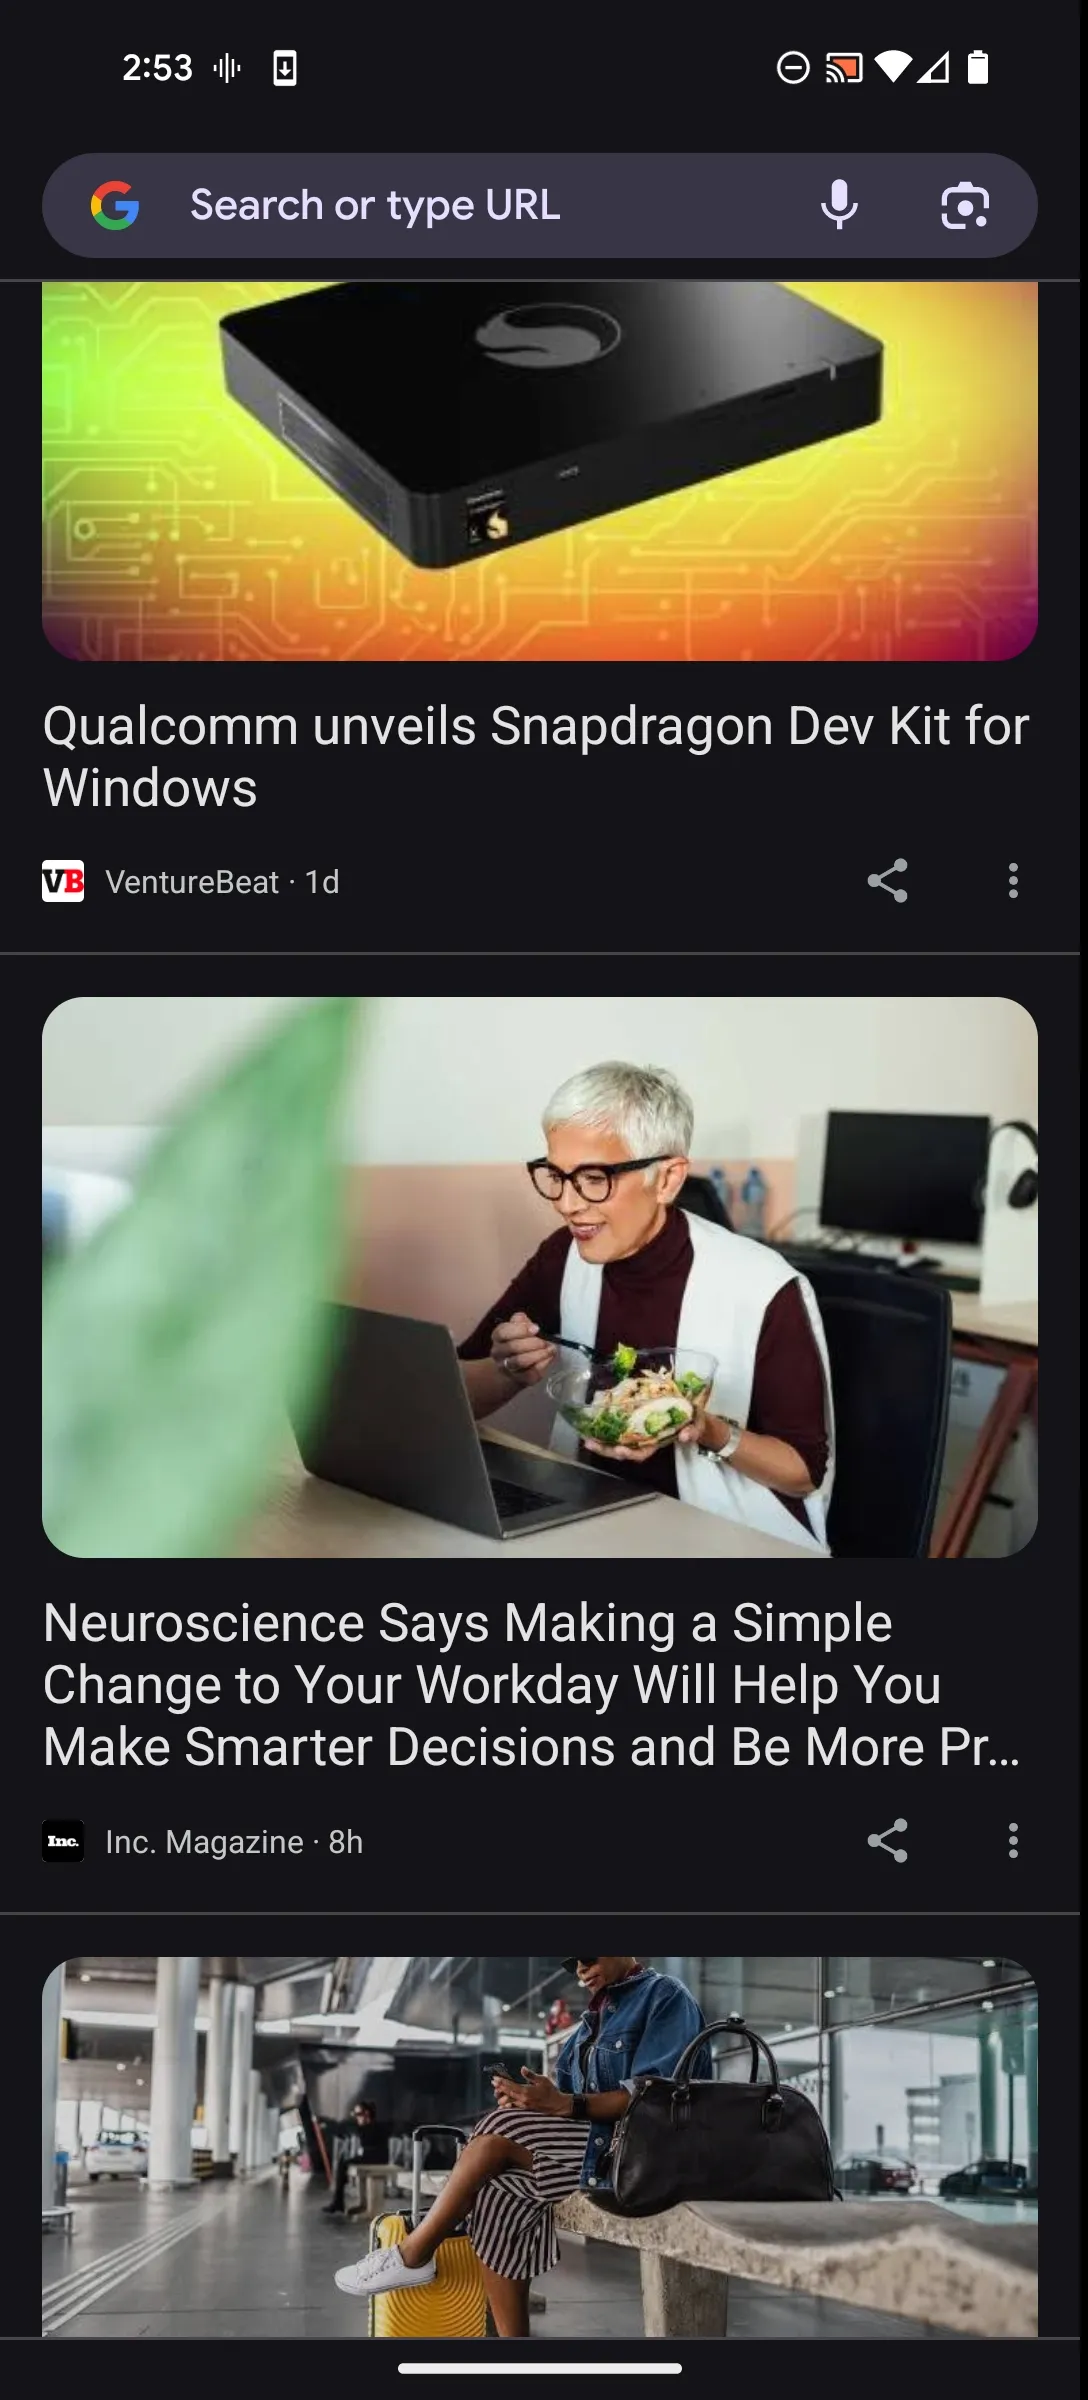 2:53
Search or type URL
Qualcomm unveils Snapdragon Dev Kit for
Windows
VB VentureBeat · 1d
Neuroscience Says Making a Simple
Change to Your Workday Will Help You
Make Smarter Decisions and Be More Pr...
Inc. Inc. Magazine · 8h